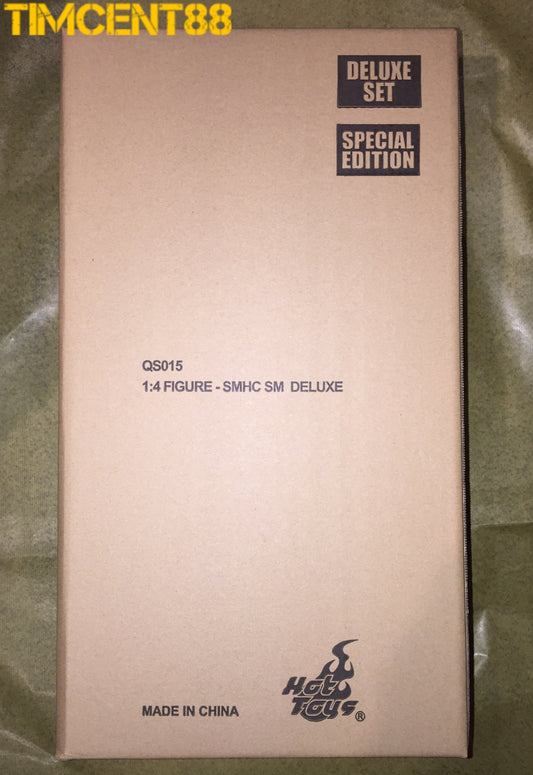 TIMCENT88
DELUXE
SET
SPECIAL
EDITION
QS015
1:4 FIGURE - SMHC SM DELUXE
MADE IN CHINA
Hot
Toys®